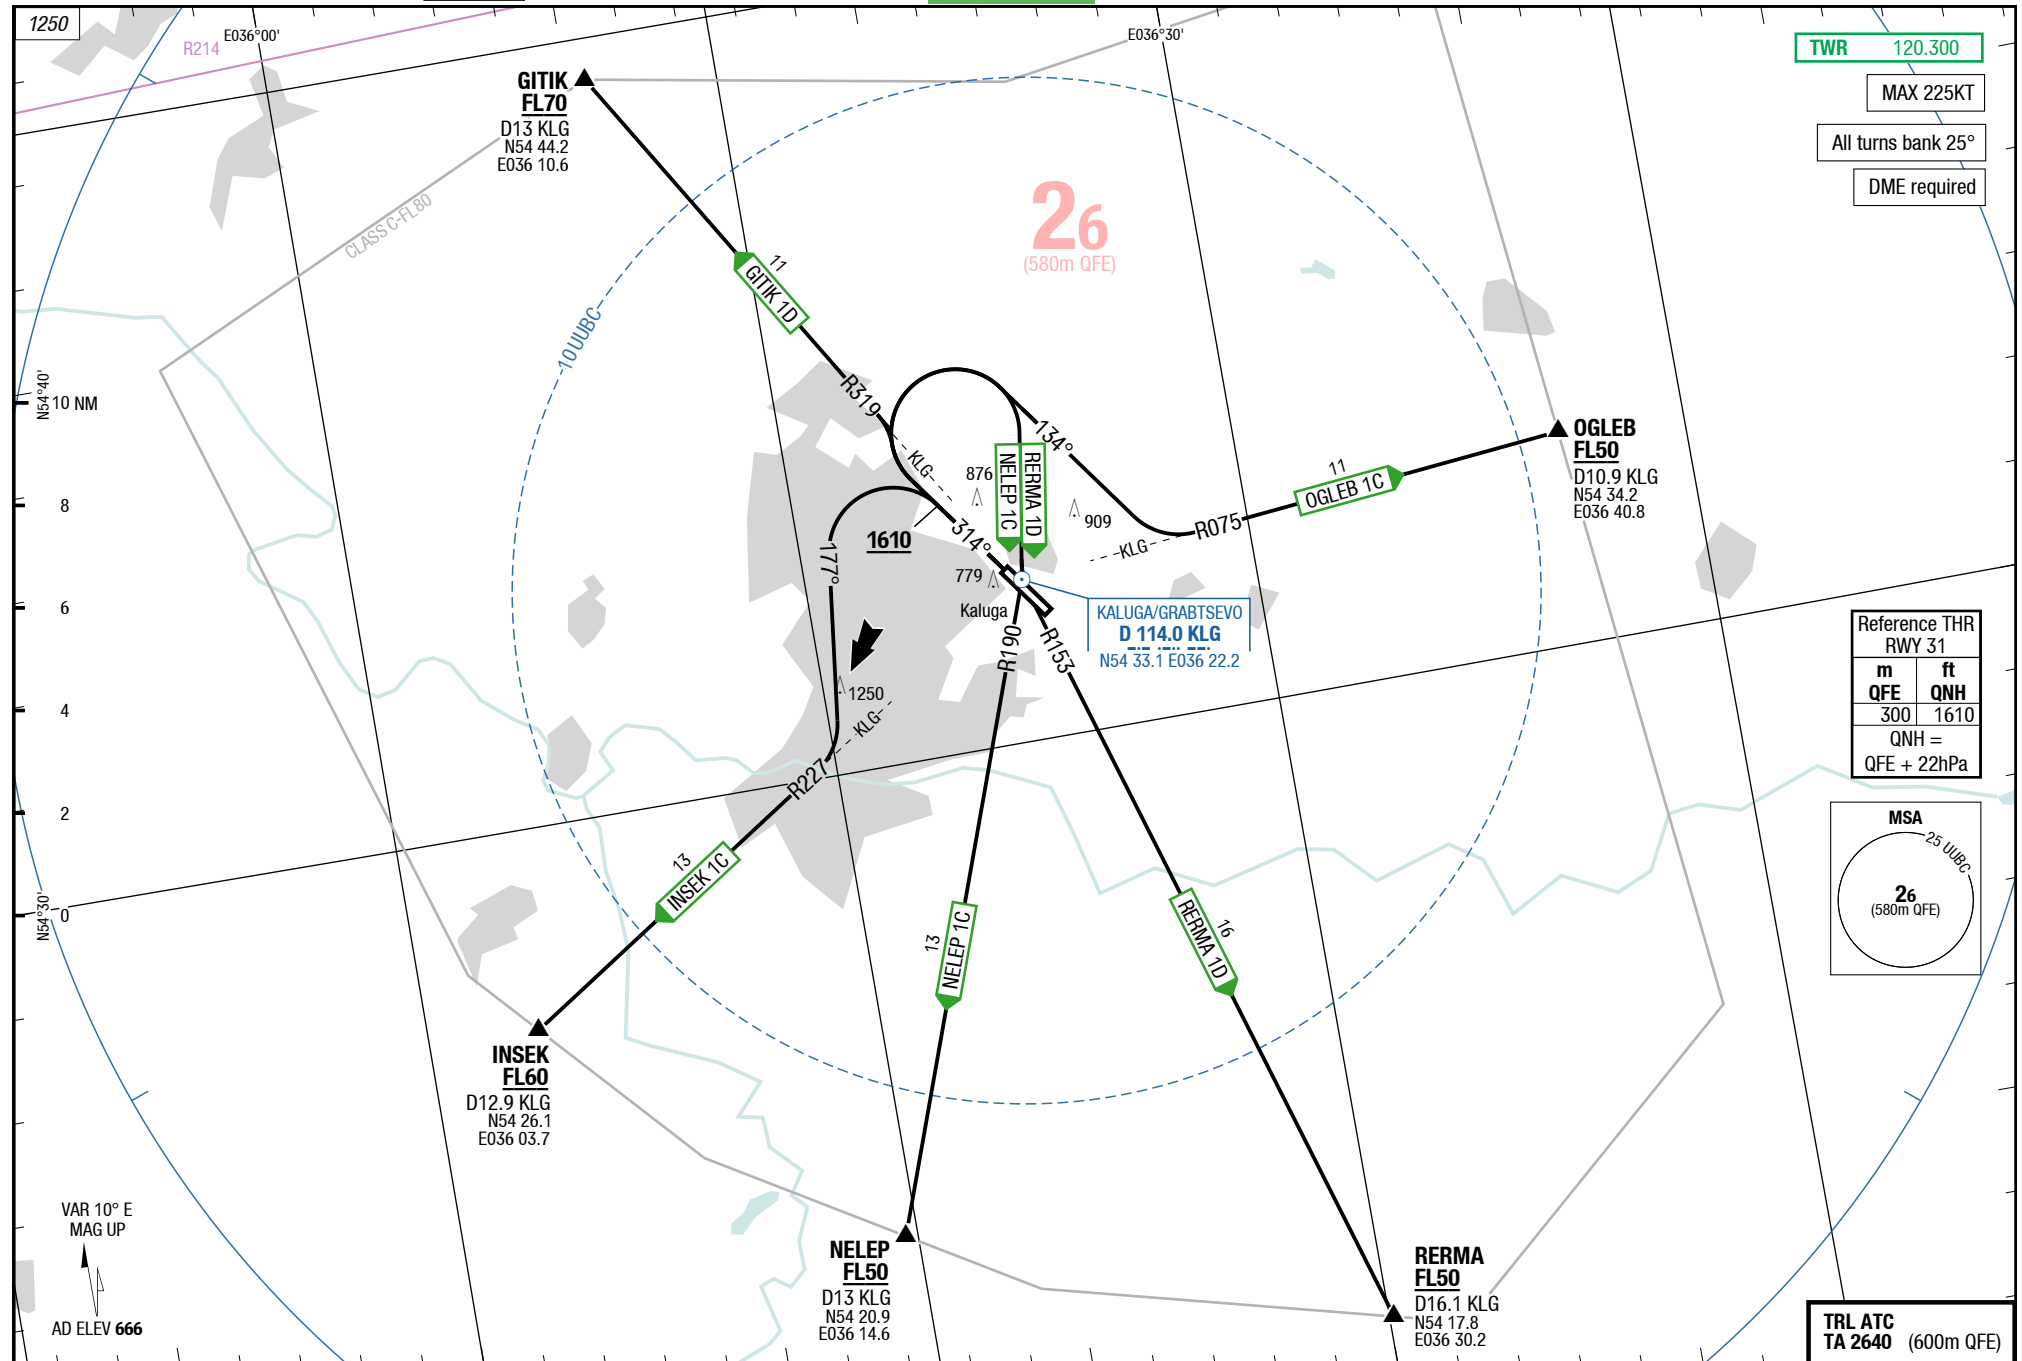 1250
E036°00'
E036°30'
R214
TWR 120.300
MAX 225KT
All turns bank 25°
DME required
GITIK
FL70
D13 KLG
N54 44.2
E036 10.6
CLASS C-FL80
26
(580m QFE)
11
GITIK 1D
10 UUBC
R319
KLG
N54°40'
10 NM
8
6
4
2
0
N54°30'
134°
NELEP 1C
RERMA 1D
876
909
OGLEB
FL50
D10.9 KLG
N54 34.2
E036 40.8
11
OGLEB 1C
R075
KLG
1610
314°
177°
779
Kaluga
KALUGA/GRABTSEVO
D 114.0 KLG
N54 33.1 E036 22.2
R190
R153
1250
KLG
R227
Reference THR
RWY 31
m ft
QFE QNH
300 1610
QNH =
QFE + 22hPa
MSA
25 UUBC
26
(580m QFE)
13
INSEK 1C
13
NELEP 1C
16
RERMA 1D
INSEK
FL60
D12.9 KLG
N54 26.1
E036 03.7
VAR 10° E
MAG UP
AD ELEV 666
NELEP
FL50
D13 KLG
N54 20.9
E036 14.6
RERMA
FL50
D16.1 KLG
N54 17.8
E036 30.2
TRL ATC
TA 2640 (600m QFE)